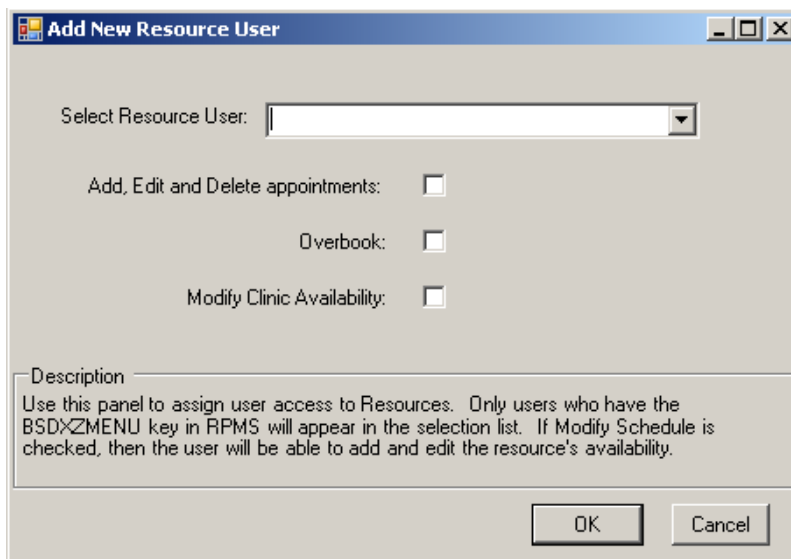 Add New Resource User
Select Resource User:
Add, Edit and Delete appointments:
Overbook:
Modify Clinic Availability:
Description
Use this panel to assign user access to Resources.  Only users who have the
BSDXZMENU key in RPMS will appear in the selection list.  If Modify Schedule is
checked, then the user will be able to add and edit the resource's availability.
OK Cancel